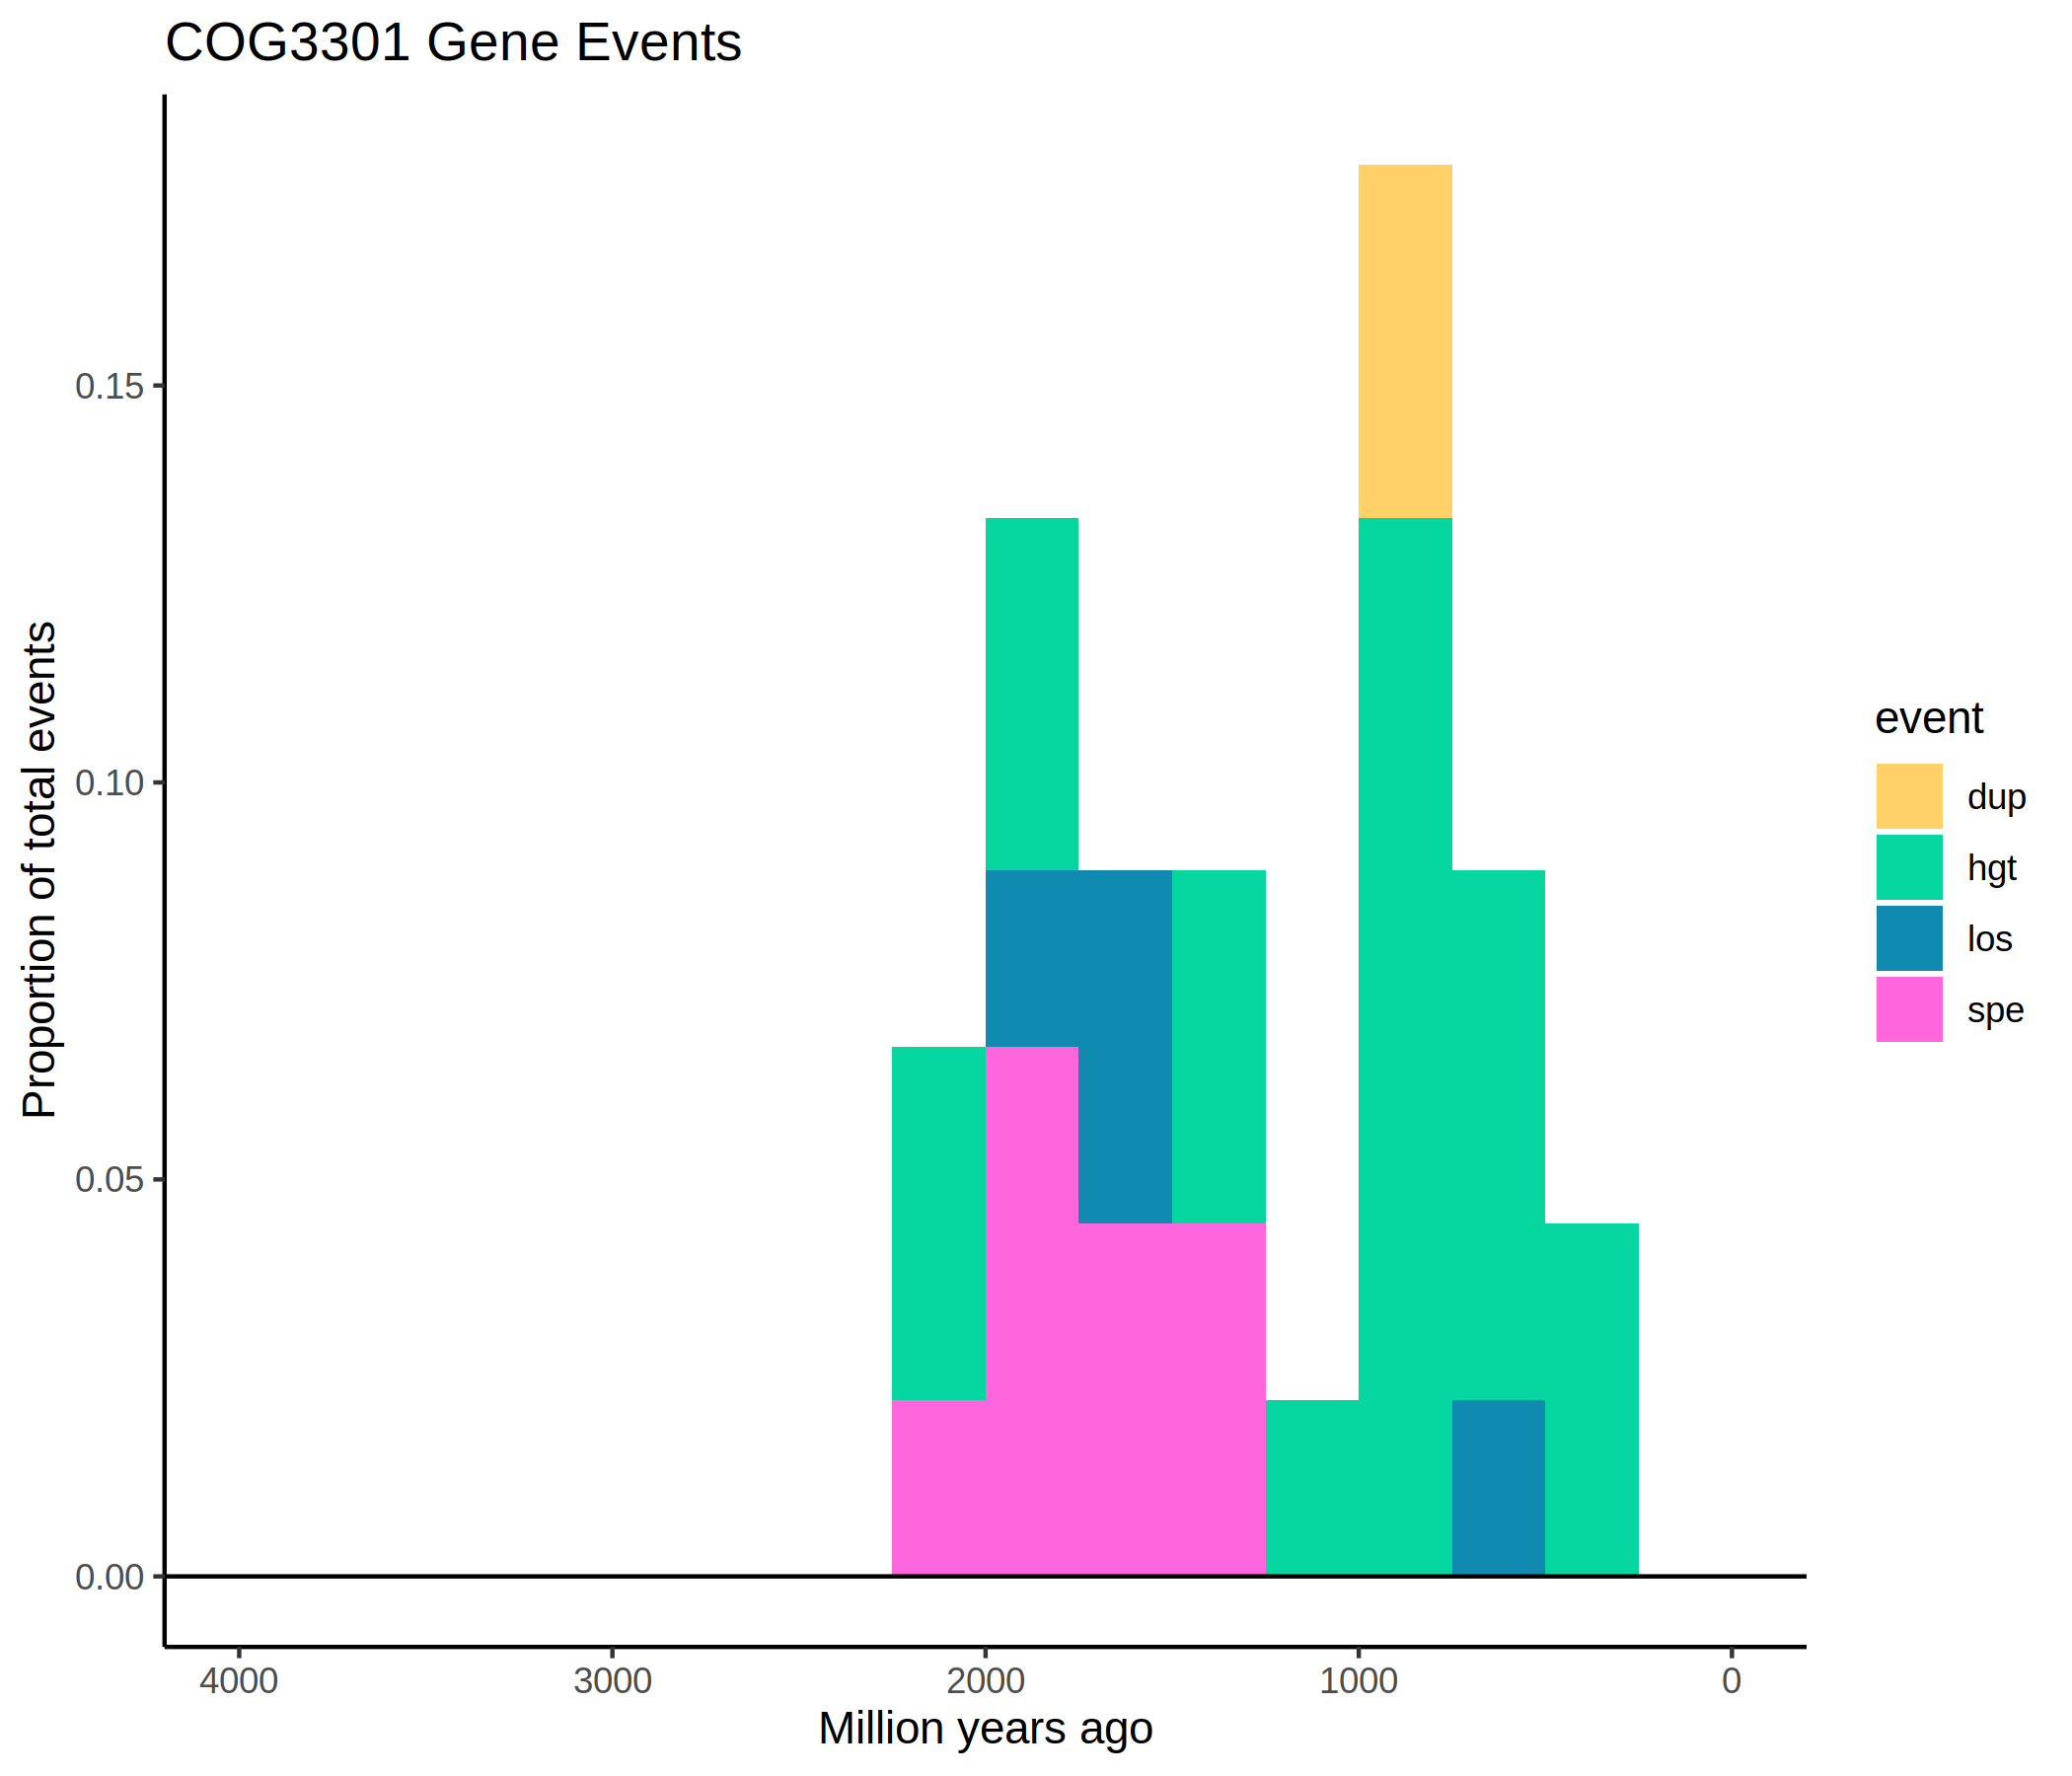 COG3301 Gene Events
Proportion of total events
0.15
0.10
0.05
0.00
4000
3000
2000
1000
0
Million years ago
event
dup
hgt
los
spe